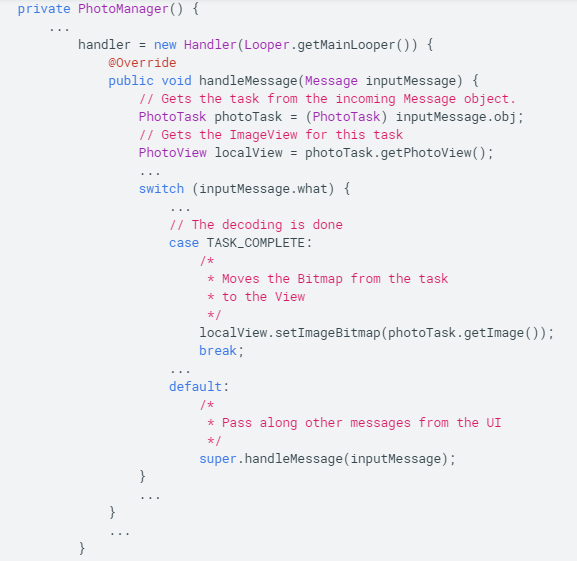 private PhotoManager() {
    ...
        handler = new Handler(Looper.getMainLooper()) {
            @Override
            public void handleMessage(Message inputMessage) {
                // Gets the task from the incoming Message object.
                PhotoTask photoTask = (PhotoTask) inputMessage.obj;
                // Gets the ImageView for this task
                PhotoView localView = photoTask.getPhotoView();
                ...
                switch (inputMessage.what) {
                    ...
                    // The decoding is done
                    case TASK_COMPLETE:
                        /*
                         * Moves the Bitmap from the task
                         * to the View
                         */
                        localView.setImageBitmap(photoTask.getImage());
                        break;
                    ...
                    default:
                        /*
                         * Pass along other messages from the UI
                         */
                        super.handleMessage(inputMessage);
                }
                ...
            }
            ...
        }